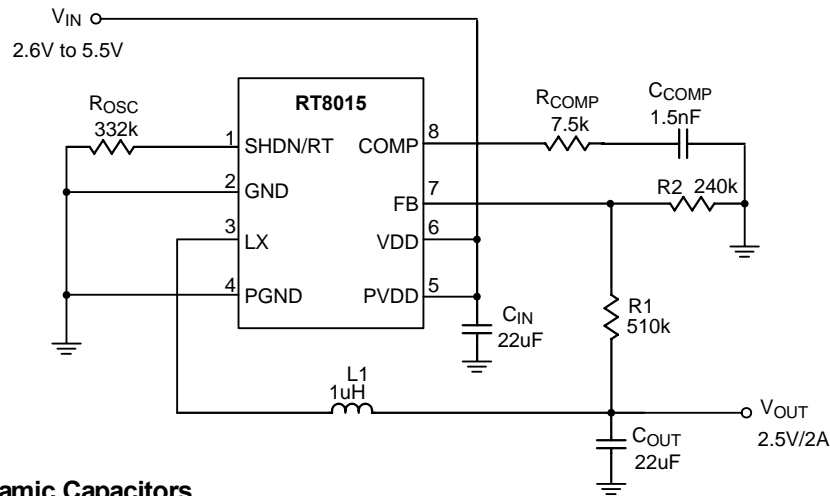 VIN
2.6V to 5.5V
ROSC
332k
RT8015
1 SHDN/RT
2 GND
3 LX
4 PGND
COMP 8
FB 7
VDD 6
PVDD 5
RCOMP
7.5k
CCOMP
1.5nF
R2 240k
CIN
22uF
R1
510k
L1
1uH
VOUT
2.5V/2A
COUT
22uF
Capacitors